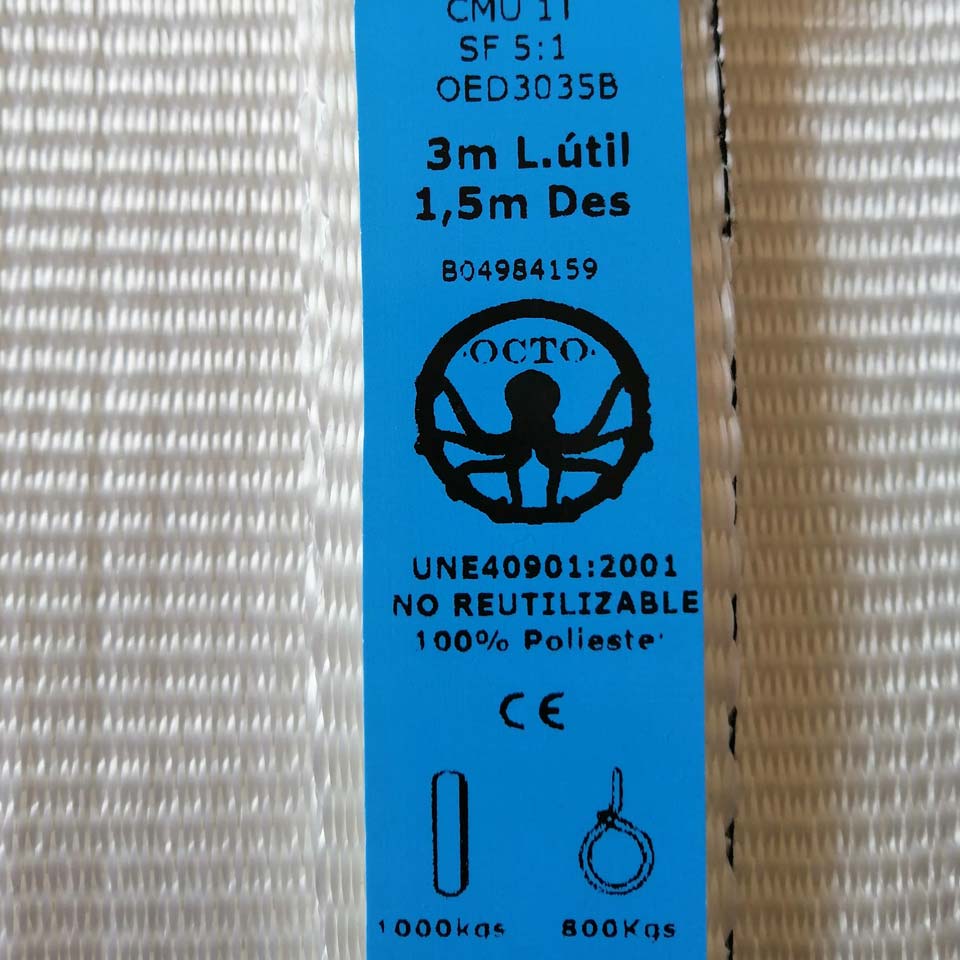 CMU 1T
SF 5:1
OED3035B
3m L.útil
1,5m Des
B04984159
·OCTO·
UNE40901:2001
NO REUTILIZABLE
100% Poliester
CE
1000kgs 800Kgs